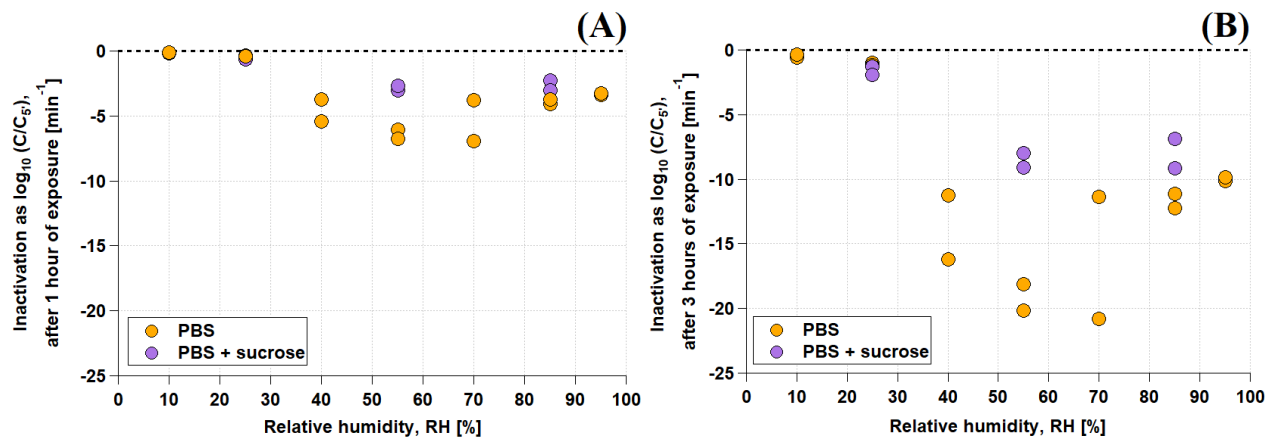 (A)
Inactivation as log10 (C/C5'),
after 1 hour of exposure [min-1]
0
-5
-10
-15
-20
-25
PBS
PBS + sucrose
0 10 20 30 40 50 60 70 80 90 100
Relative humidity, RH [%]
(B)
Inactivation as log10 (C/C5'),
after 3 hours of exposure [min-1]
0
-5
-10
-15
-20
-25
PBS
PBS + sucrose
0 10 20 30 40 50 60 70 80 90 100
Relative humidity, RH [%]